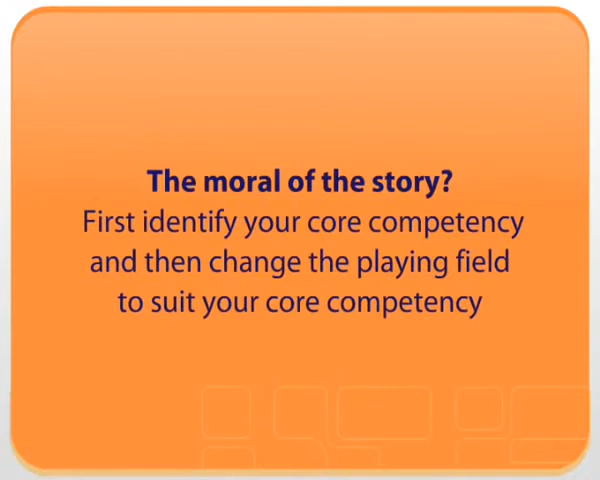 The moral of the story?
First identify your core competency
and then change the playing field
to suit your core competency